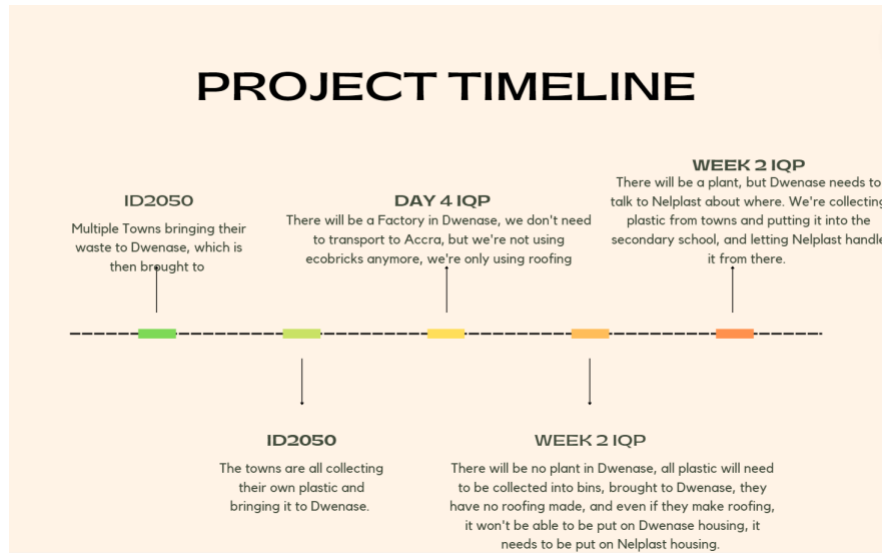 PROJECT TIMELINE
ID2050
Multiple Towns bringing their
waste to Dwenase, which is
then brought to
DAY 4 IQP
There will be a Factory in Dwenase, we don't need
to transport to Accra, but we're not using
ecobricks anymore, we're only using roofing
WEEK 2 IQP
There will be a plant, but Dwenase needs to
talk to Nelplast about where. We're collecting
plastic from towns and putting it into the
secondary school, and letting Nelplast handle
it from there.
ID2050
The towns are all collecting
their own plastic and
bringing it to Dwenase.
WEEK 2 IQP
There will be no plant in Dwenase, all plastic will need
to be collected into bins, brought to Dwenase, they
have no roofing made, and even if they make roofing,
it won't be able to be put on Dwenase housing, it
needs to be put on Nelplast housing.